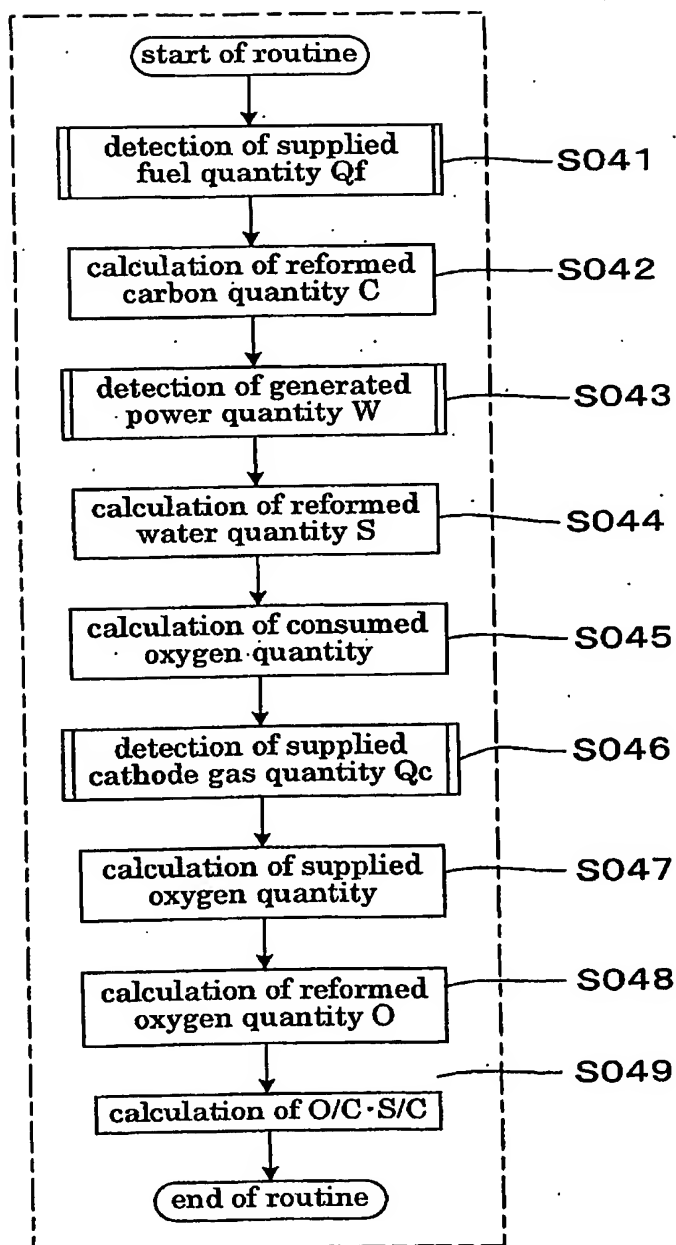 start of routine
detection of supplied
fuel quantity Qf
S041
calculation of reformed
carbon quantity C
S042
detection of generated
power quantity W
S043
calculation of reformed
water quantity S
S044
calculation of consumed
oxygen quantity
S045
detection of supplied
cathode gas quantity Qc
S046
calculation of supplied
oxygen quantity
S047
calculation of reformed
oxygen quantity O
S048
calculation of O/C·S/C
S049
end of routine